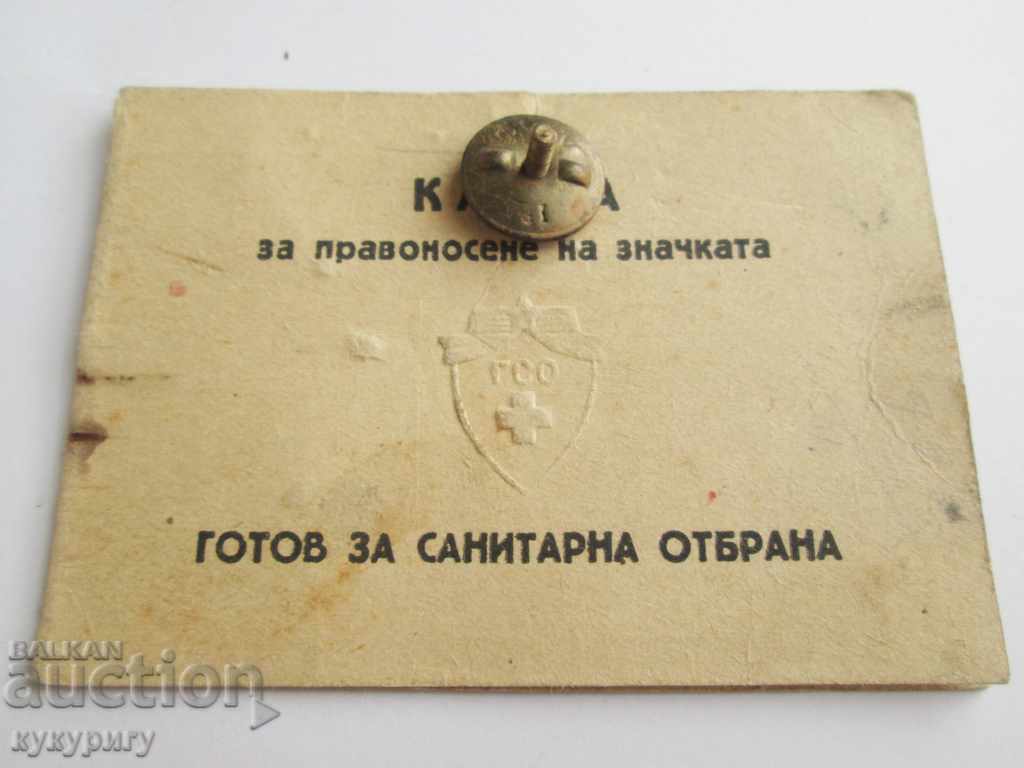 за правоносене на значката
ГСО
ГОТОВ ЗА САНИТАРНА ОТБРАНА
BALKAN
auction
кукуригу